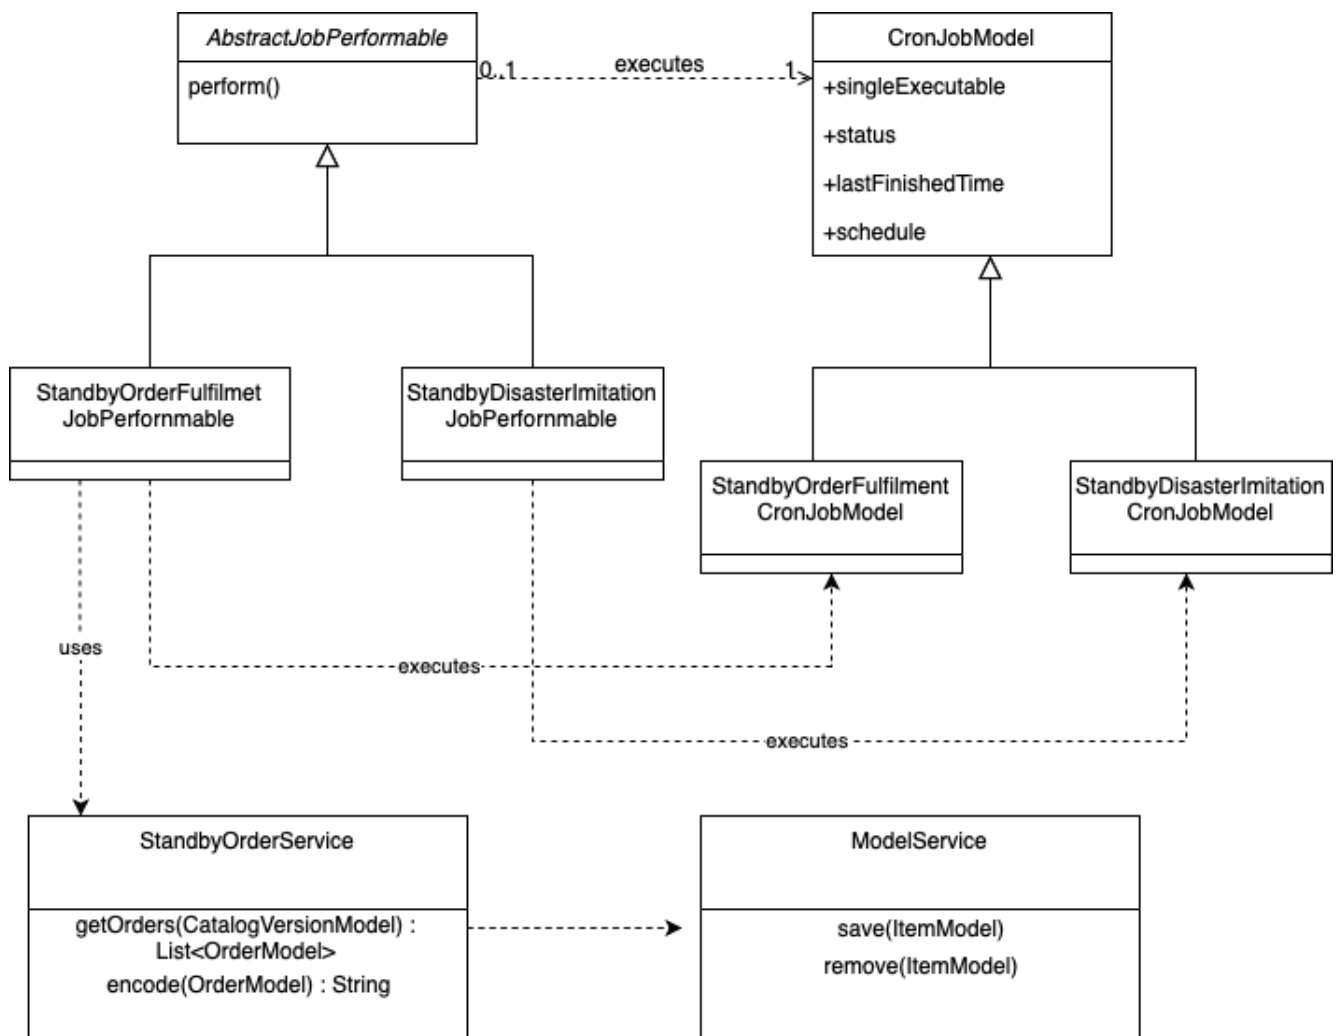 AbstractJobPerformable
perform()
0..1
executes
1
CronJobModel
+singleExecutable
+status
+lastFinishedTime
+schedule
StandbyOrderFulfilmet
JobPerfornmable
StandbyDisasterImitation
JobPerfornmable
StandbyOrderFulfilment
CronJobModel
StandbyDisasterImitation
CronJobModel
uses
executes
executes
StandbyOrderService
getOrders(CatalogVersionModel) :
List<OrderModel>
encode(OrderModel) : String
ModelService
save(ItemModel)
remove(ItemModel)